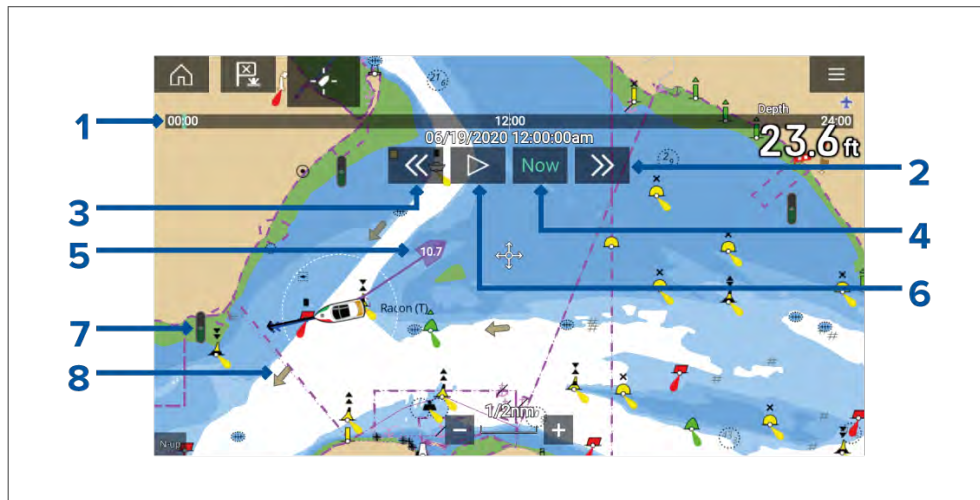 Depth
23.6 ft
1
00:00 12:00 24:00
06/19/2020 12:00:00am
Now
2
3
4
5
10.7
6
Racon (T)
7
8
1/2nm
− +
N-up